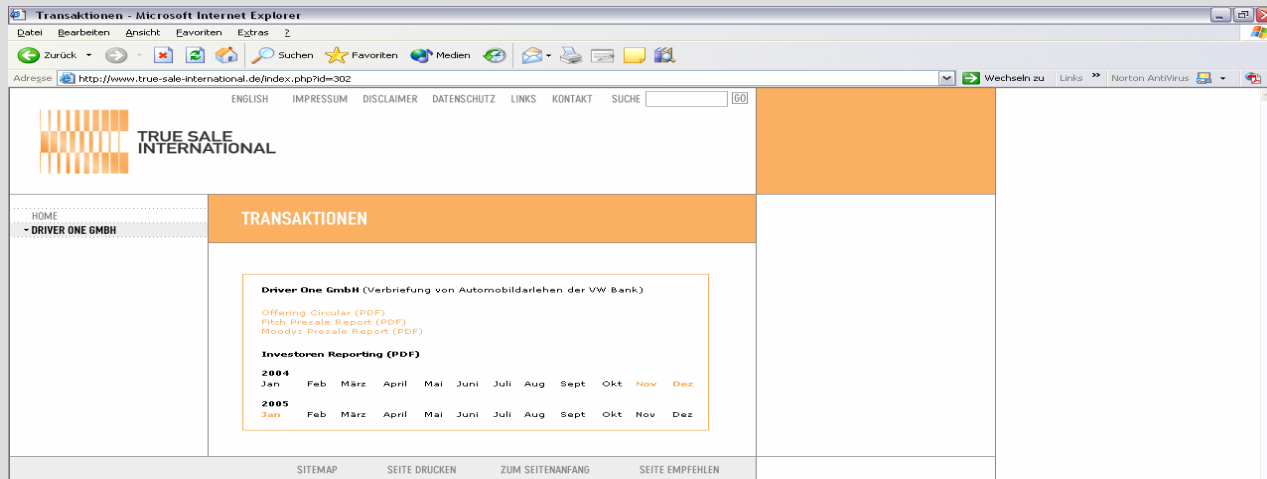 Transaktionen - Microsoft Internet Explorer
Datei Bearbeiten Ansicht Favoriten Extras ?
Zurück Suchen Favoriten Medien
Adresse http://www.true-sale-international.de/index.php?id=302 Wechseln zu Links » Norton AntiVirus
ENGLISH IMPRESSUM DISCLAIMER DATENSCHUTZ LINKS KONTAKT SUCHE GO
TRUE SALE
INTERNATIONAL
HOME
DRIVER ONE GMBH
TRANSAKTIONEN
Driver One GmbH (Verbriefung von Automobildarlehen der VW Bank)
Offering Circular (PDF)
Fitch Presale Report (PDF)
Moodys Presale Report (PDF)
Investoren Reporting (PDF)
2004
Jan Feb März April Mai Juni Juli Aug Sept Okt Nov Dez
2005
Jan Feb März April Mai Juni Juli Aug Sept Okt Nov Dez
SITEMAP SEITE DRUCKEN ZUM SEITENANFANG SEITE EMPFEHLEN